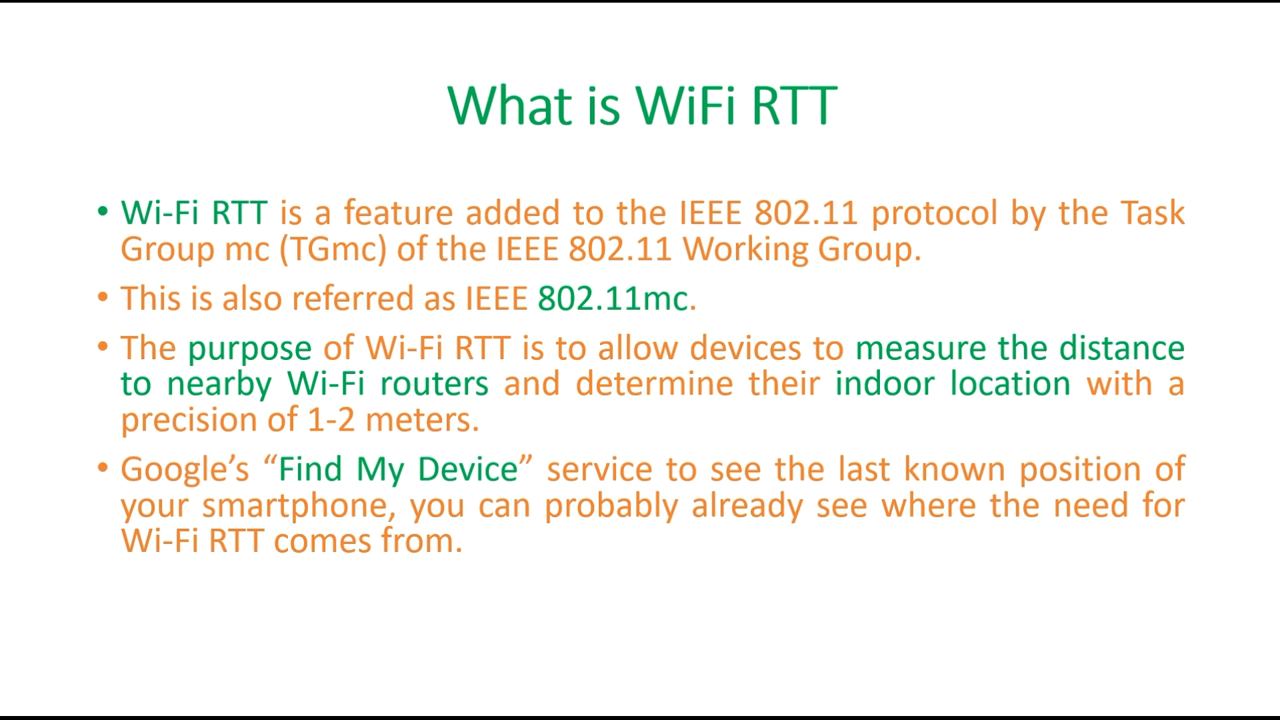 What is WiFi RTT
• Wi-Fi RTT is a feature added to the IEEE 802.11 protocol by the Task
Group mc (TGmc) of the IEEE 802.11 Working Group.
• This is also referred as IEEE 802.11mc.
• The purpose of Wi-Fi RTT is to allow devices to measure the distance
to nearby Wi-Fi routers and determine their indoor location with a
precision of 1-2 meters.
• Google’s “Find My Device” service to see the last known position of
your smartphone, you can probably already see where the need for
Wi-Fi RTT comes from.